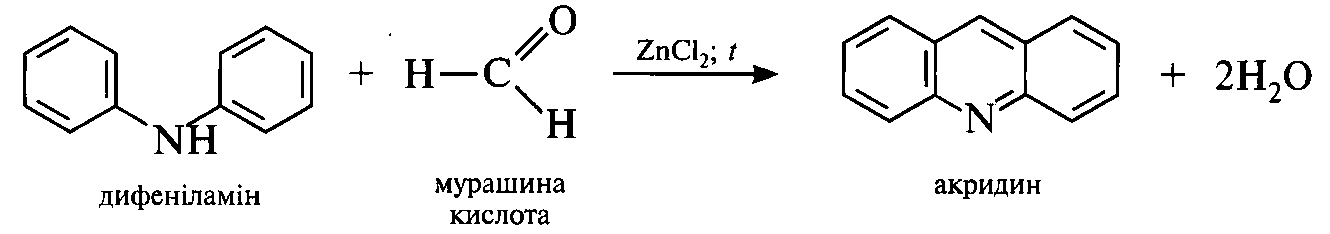 H—C
O
H
NH
+
ZnCl₂; t
N
+ 2H₂O
дифеніламін
мурашина
кислота
акридин